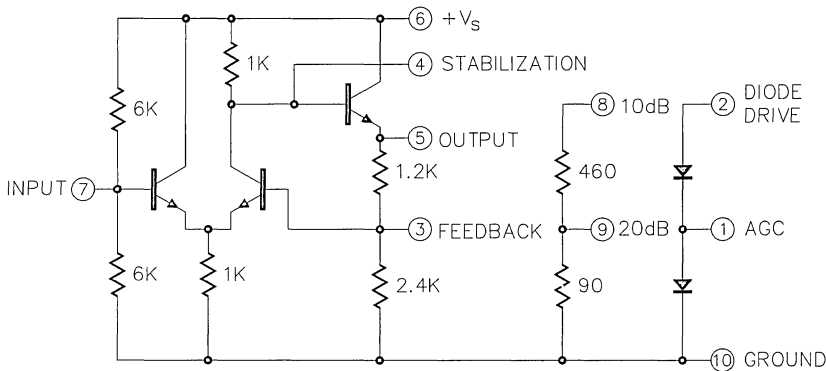 6 +VS
1K
4 STABILIZATION
6K
8 10dB
2 DIODE
DRIVE
5 OUTPUT
1.2K
460
INPUT 7
3 FEEDBACK
9 20dB
1 AGC
6K
1K
2.4K
90
10 GROUND